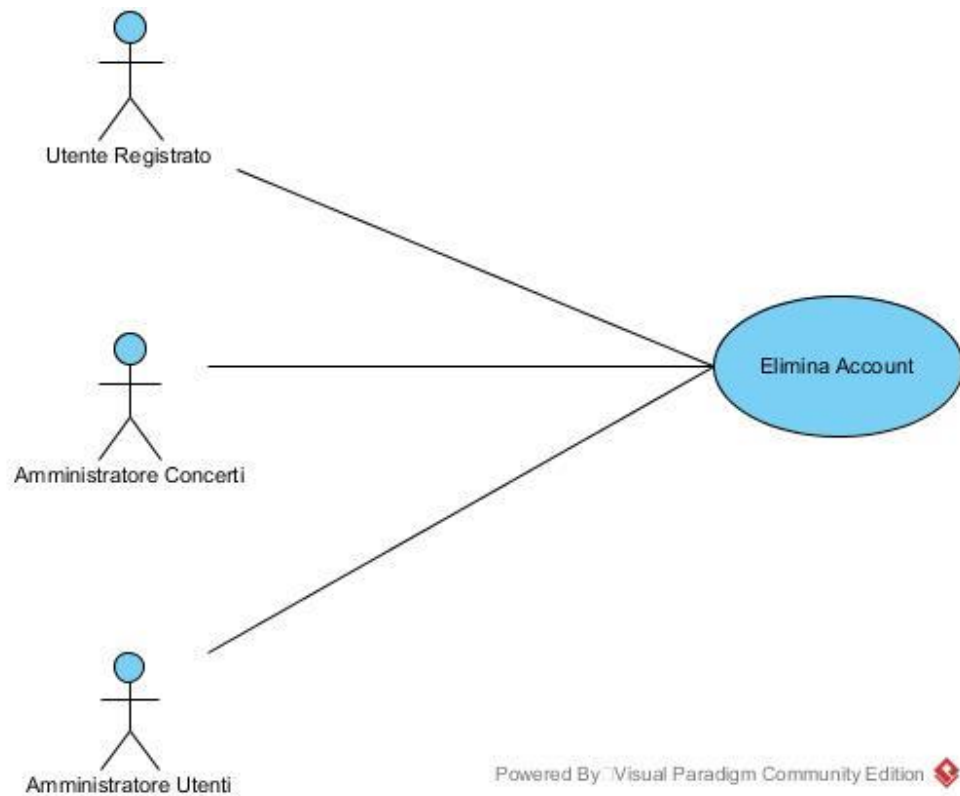 Utente Registrato
Elimina Account
Amministratore Concerti
Amministratore Utenti
Powered By Visual Paradigm Community Edition